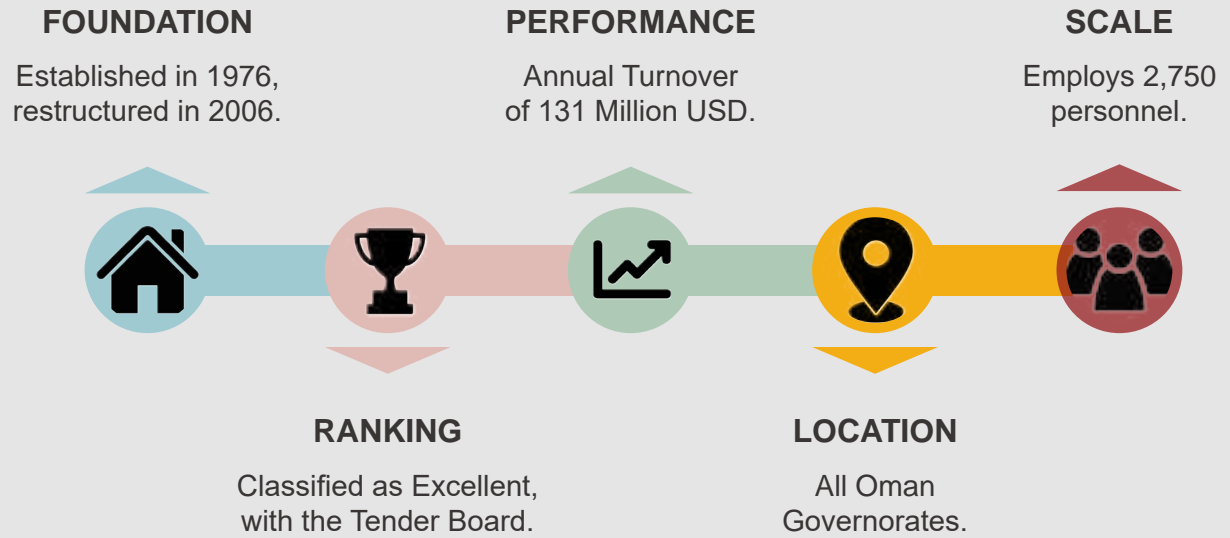 FOUNDATION
Established in 1976,
restructured in 2006.
RANKING
Classified as Excellent,
with the Tender Board.
PERFORMANCE
Annual Turnover
of 131 Million USD.
LOCATION
All Oman
Governorates.
SCALE
Employs 2,750
personnel.